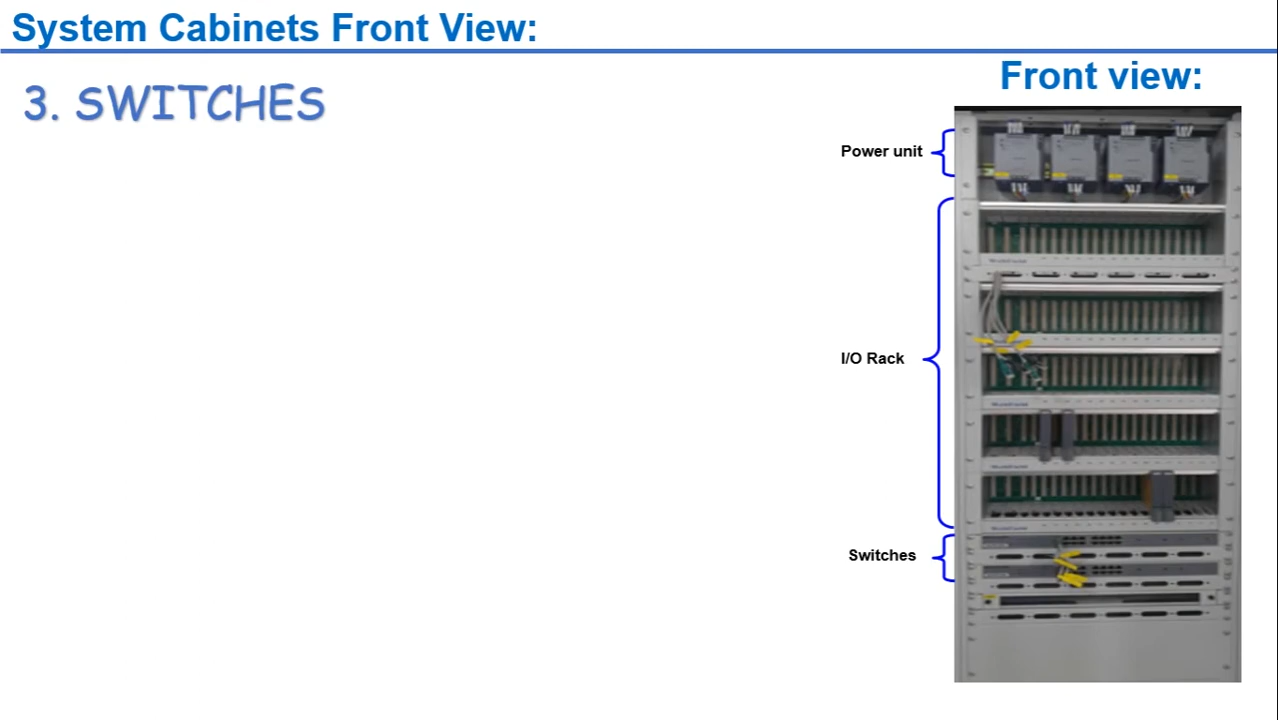 System Cabinets Front View:
3. SWITCHES
Front view:
Power unit
I/O Rack
Switches